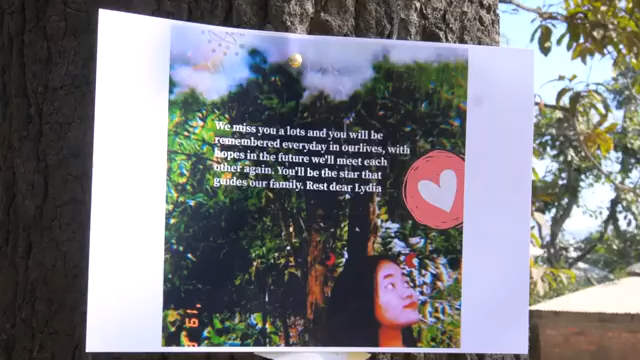 We miss you a lots and you will be
remembered everyday in ourlives, with
hopes in the future we'll meet each
other again. You'll be the star that
guides our family. Rest dear Lydia